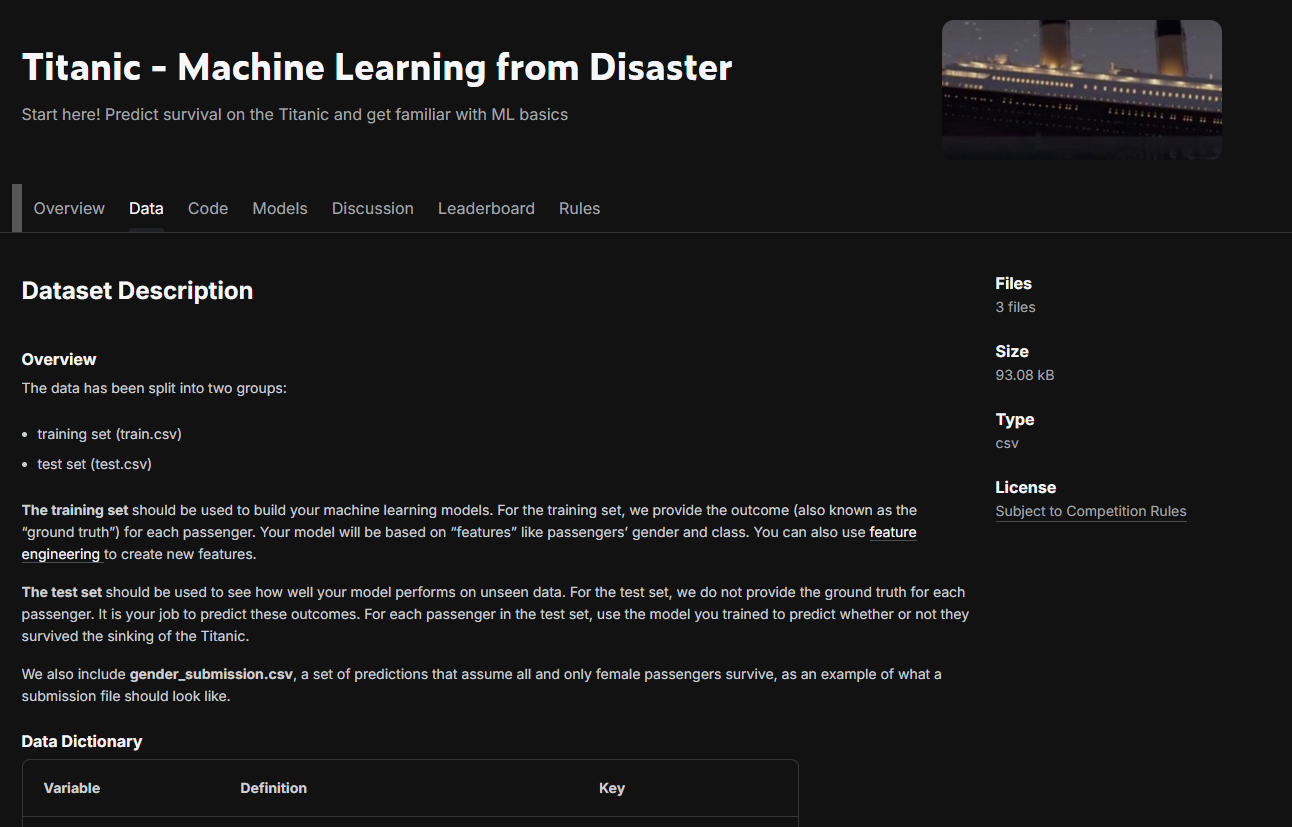 Titanic - Machine Learning from Disaster
Start here! Predict survival on the Titanic and get familiar with ML basics
Overview Data Code Models Discussion Leaderboard Rules
Dataset Description
Overview
The data has been split into two groups:
• training set (train.csv)
• test set (test.csv)
The training set should be used to build your machine learning models. For the training set, we provide the outcome (also known as the
“ground truth”) for each passenger. Your model will be based on “features” like passengers’ gender and class. You can also use feature
engineering to create new features.
The test set should be used to see how well your model performs on unseen data. For the test set, we do not provide the ground truth for each
passenger. It is your job to predict these outcomes. For each passenger in the test set, use the model you trained to predict whether or not they
survived the sinking of the Titanic.
We also include gender_submission.csv, a set of predictions that assume all and only female passengers survive, as an example of what a
submission file should look like.
Data Dictionary
Variable Definition Key
Files
3 files
Size
93.08 kB
Type
csv
License
Subject to Competition Rules